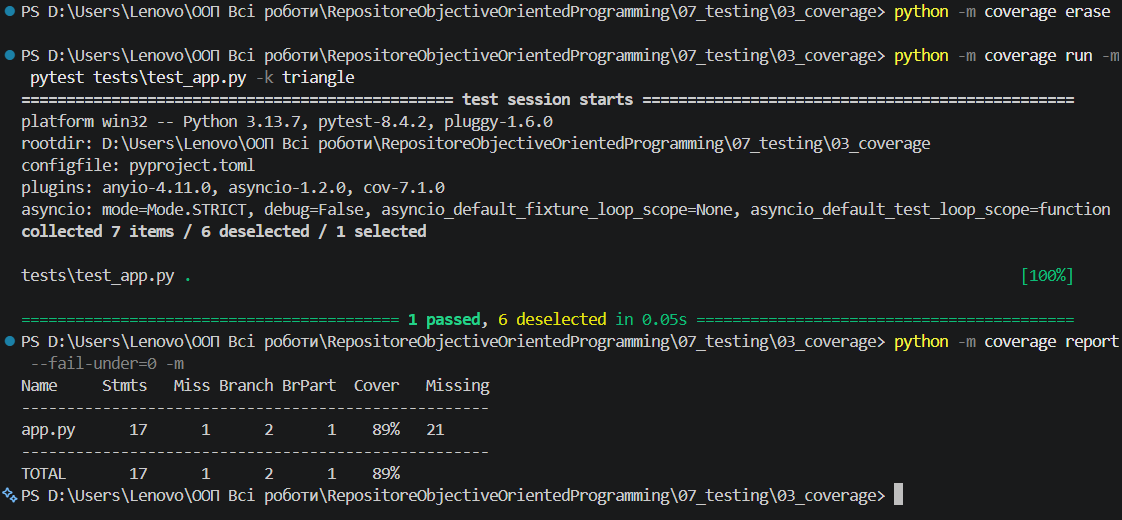 PS D:\Users\Lenovo\ООП Всі роботи\RepositoreObjectiveOrientedProgramming\07_testing\03_coverage> python -m coverage erase
PS D:\Users\Lenovo\ООП Всі роботи\RepositoreObjectiveOrientedProgramming\07_testing\03_coverage> python -m coverage run -m
pytest tests\test_app.py -k triangle
================================================ test session starts ================================================
platform win32 -- Python 3.13.7, pytest-8.4.2, pluggy-1.6.0
rootdir: D:\Users\Lenovo\ООП Всі роботи\RepositoreObjectiveOrientedProgramming\07_testing\03_coverage
configfile: pyproject.toml
plugins: anyio-4.11.0, asyncio-1.2.0, cov-7.1.0
asyncio: mode=Mode.STRICT, debug=False, asyncio_default_fixture_loop_scope=None, asyncio_default_test_loop_scope=function
collected 7 items / 6 deselected / 1 selected
tests\test_app.py . [100%]
========================================== 1 passed, 6 deselected in 0.05s ==========================================
PS D:\Users\Lenovo\ООП Всі роботи\RepositoreObjectiveOrientedProgramming\07_testing\03_coverage> python -m coverage report
--fail-under=0 -m
Name     Stmts   Miss Branch BrPart  Cover   Missing
----------------------------------------------------
app.py      17      1      2      1    89%   21
----------------------------------------------------
TOTAL       17      1      2      1    89%
PS D:\Users\Lenovo\ООП Всі роботи\RepositoreObjectiveOrientedProgramming\07_testing\03_coverage>